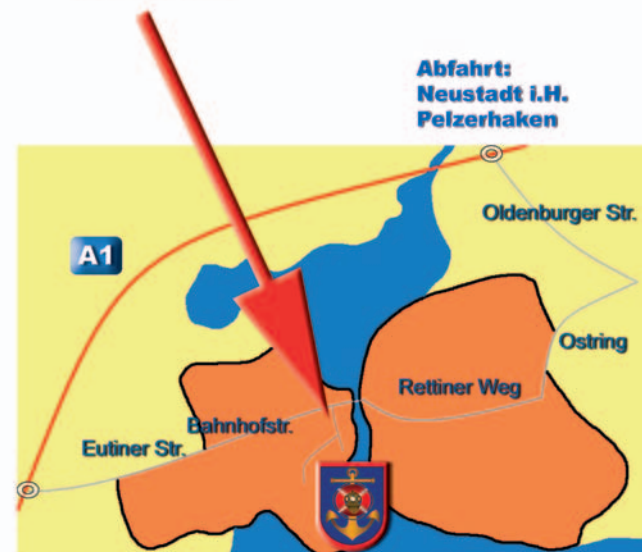 Abfahrt:
Neustadt i.H.
Pelzerhaken
Oldenburger Str.
A1
Ostring
Rettiner Weg
Bahnhofstr.
Eutiner Str.